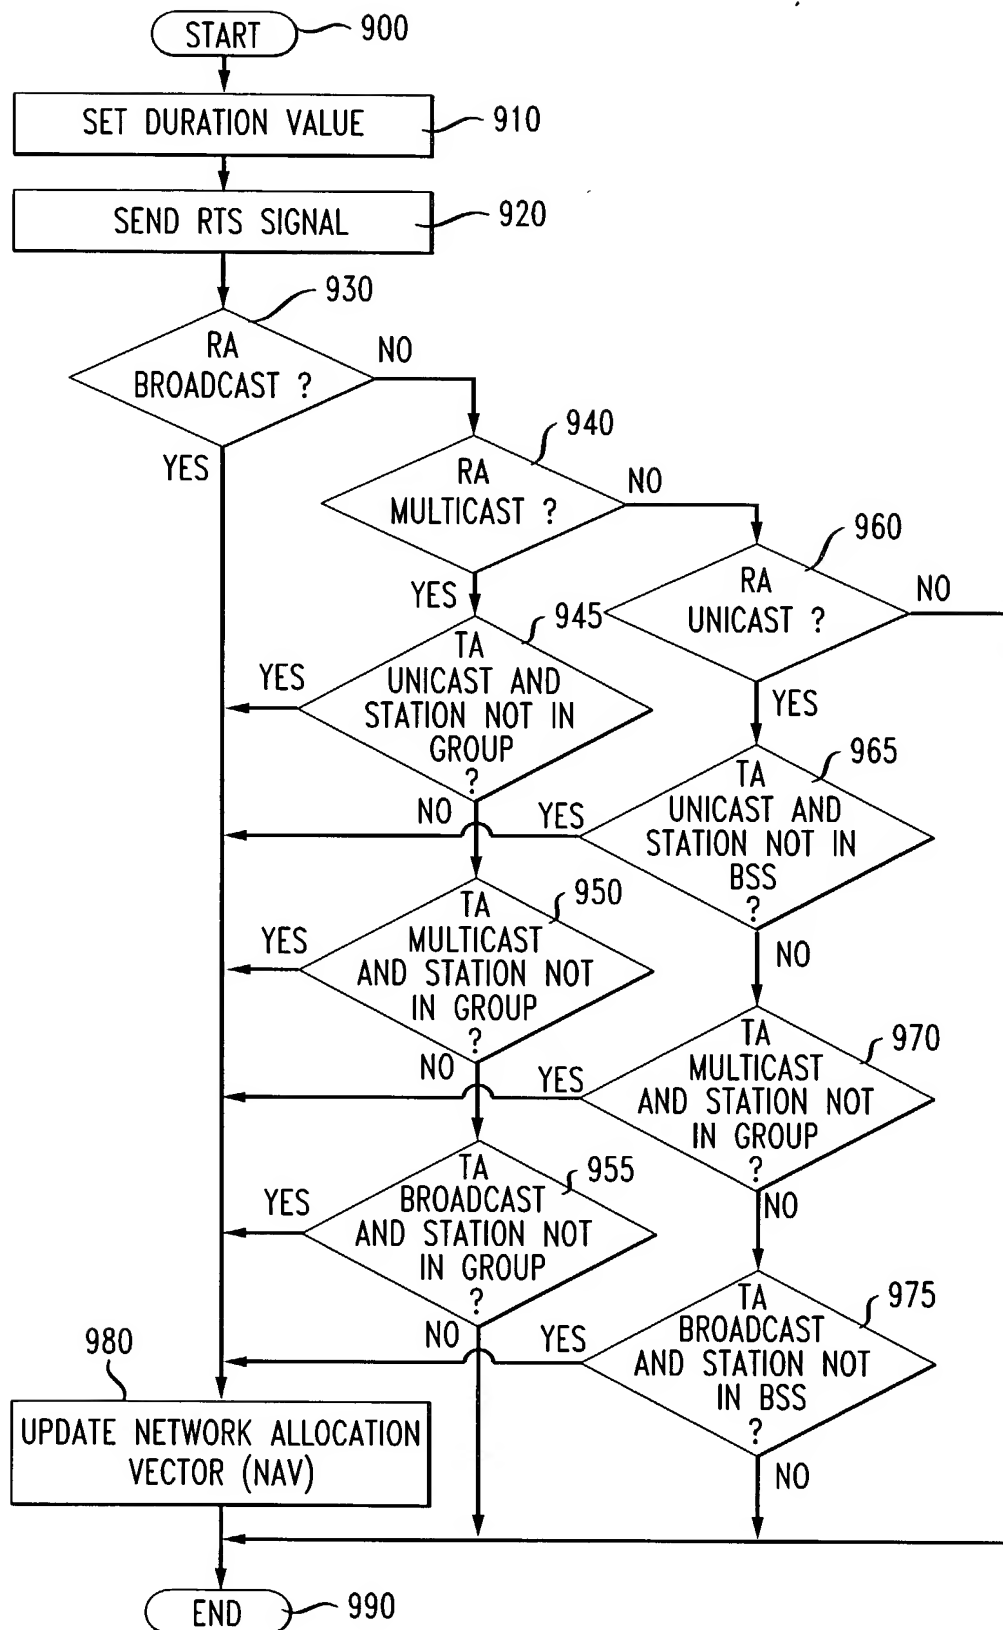 START
900
SET DURATION VALUE
910
SEND RTS SIGNAL
920
930
RA
BROADCAST ?
NO
YES
940
RA
MULTICAST ?
NO
YES
960
RA
UNICAST ?
NO
YES
945
TA
UNICAST AND
STATION NOT IN
GROUP
?
YES
NO
965
TA
UNICAST AND
STATION NOT IN
BSS
?
YES
NO
950
TA
MULTICAST
AND STATION NOT
IN GROUP
?
YES
NO
970
TA
MULTICAST
AND STATION NOT
IN GROUP
?
YES
NO
955
TA
BROADCAST
AND STATION NOT
IN GROUP
?
YES
NO
975
TA
BROADCAST
AND STATION NOT
IN BSS
?
YES
NO
980
UPDATE NETWORK ALLOCATION
VECTOR (NAV)
END
990